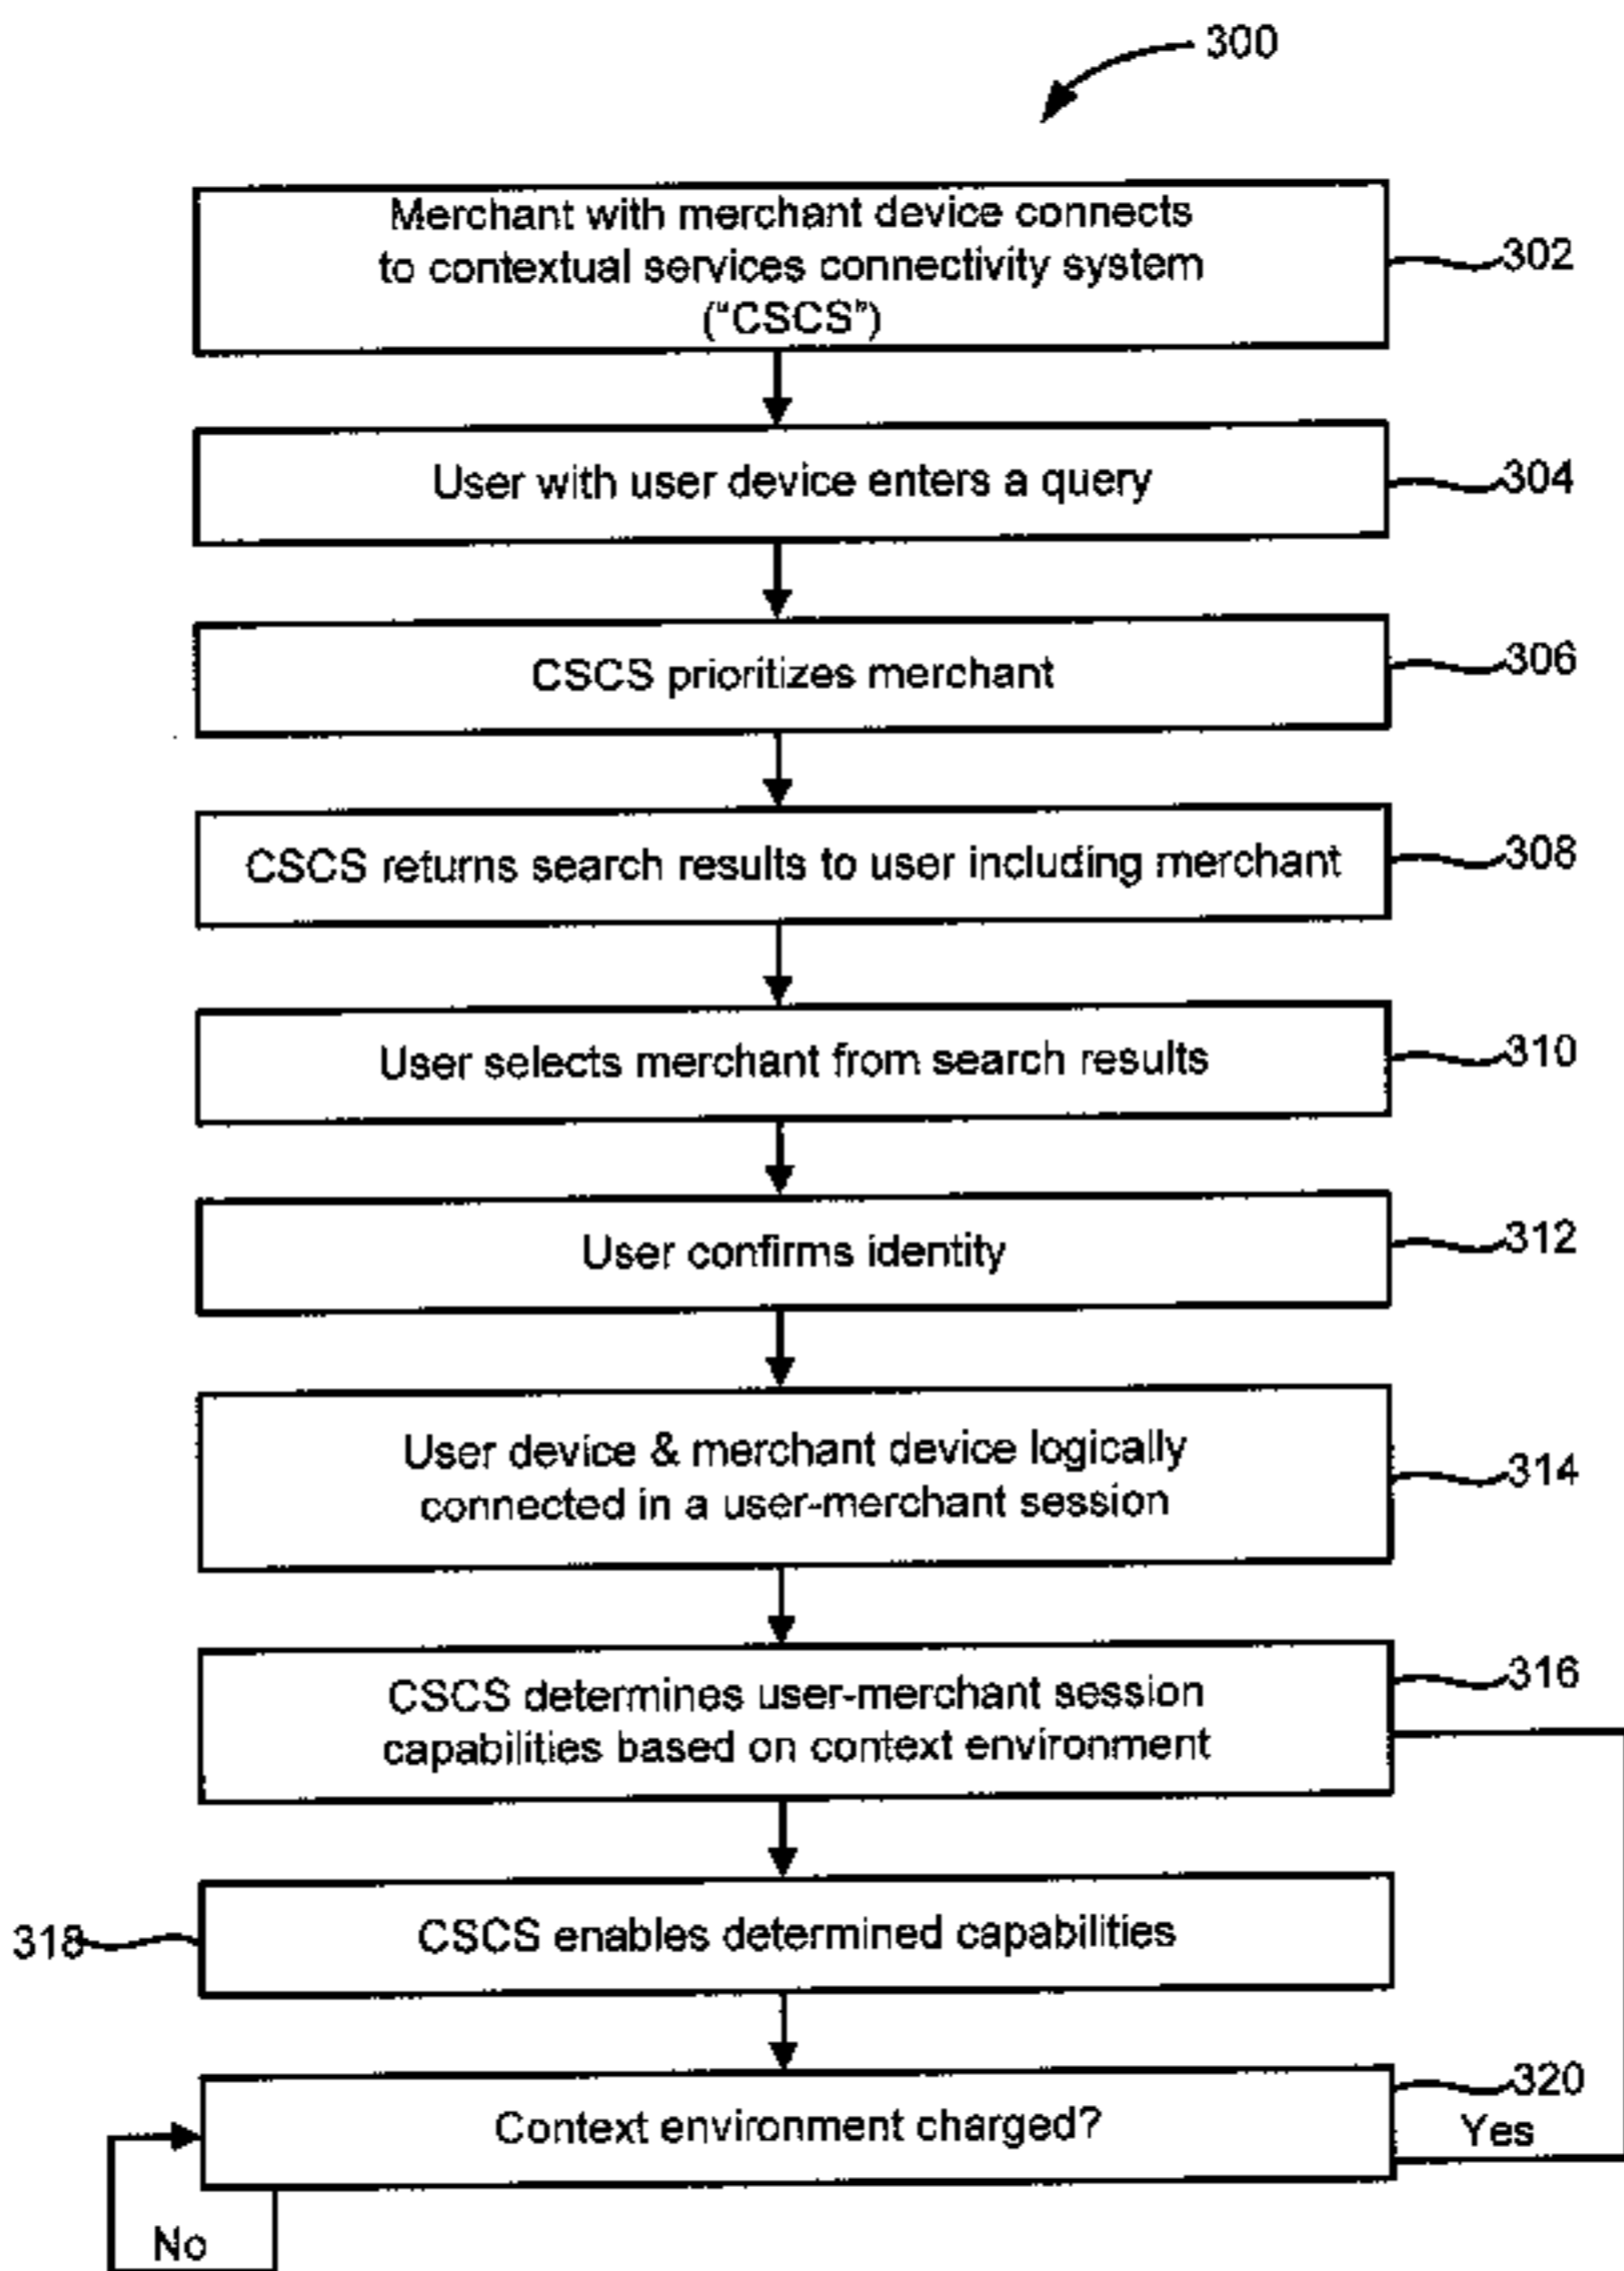 300
Merchant with merchant device connects
to contextual services connectivity system
("CSCS")
302
User with user device enters a query
304
CSCS prioritizes merchant
306
CSCS returns search results to user including merchant
308
User selects merchant from search results
310
User confirms identity
312
User device & merchant device logically
connected in a user-merchant session
314
CSCS determines user-merchant session
capabilities based on context environment
316
318
CSCS enables determined capabilities
320
Context environment charged?
Yes
No